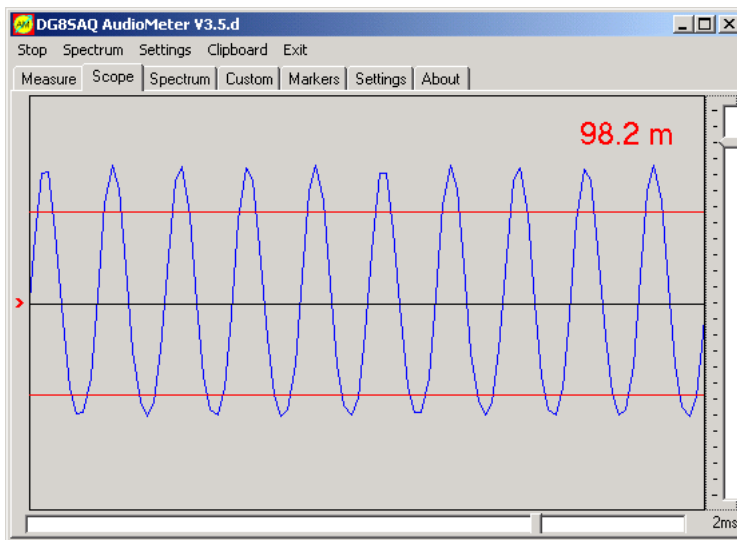 DG8SAQ AudioMeter V3.5.d
Stop Spectrum Settings Clipboard Exit
Measure Scope Spectrum Custom Markers Settings About
98.2 m
2ms